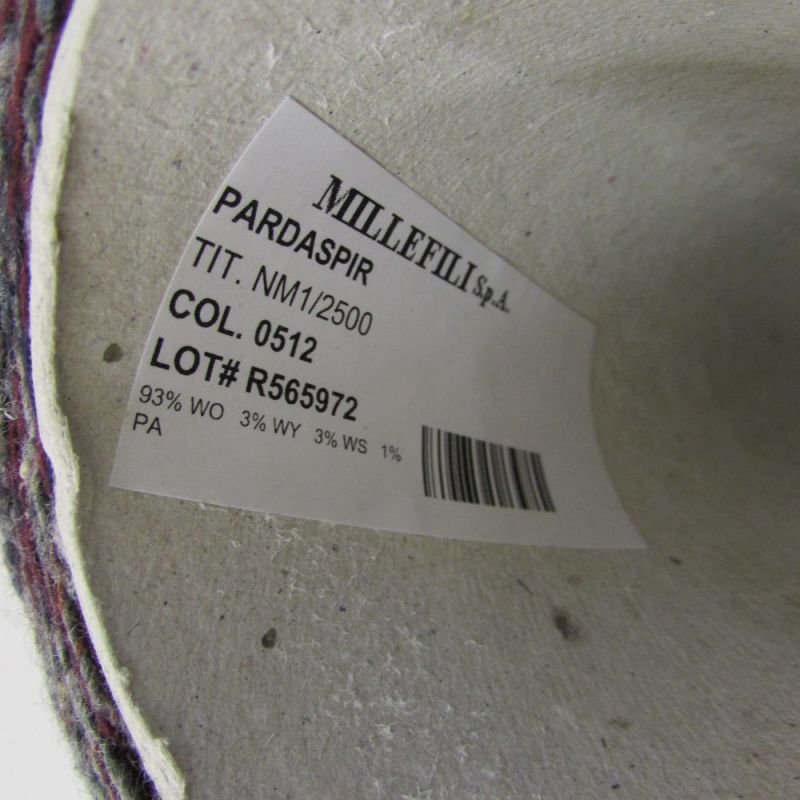 MILLEFILI S.p.A.
PARDASPIR
TIT. NM1/2500
COL. 0512
LOT# R565972
93% WO 3% WY 3% WS 1%
PA